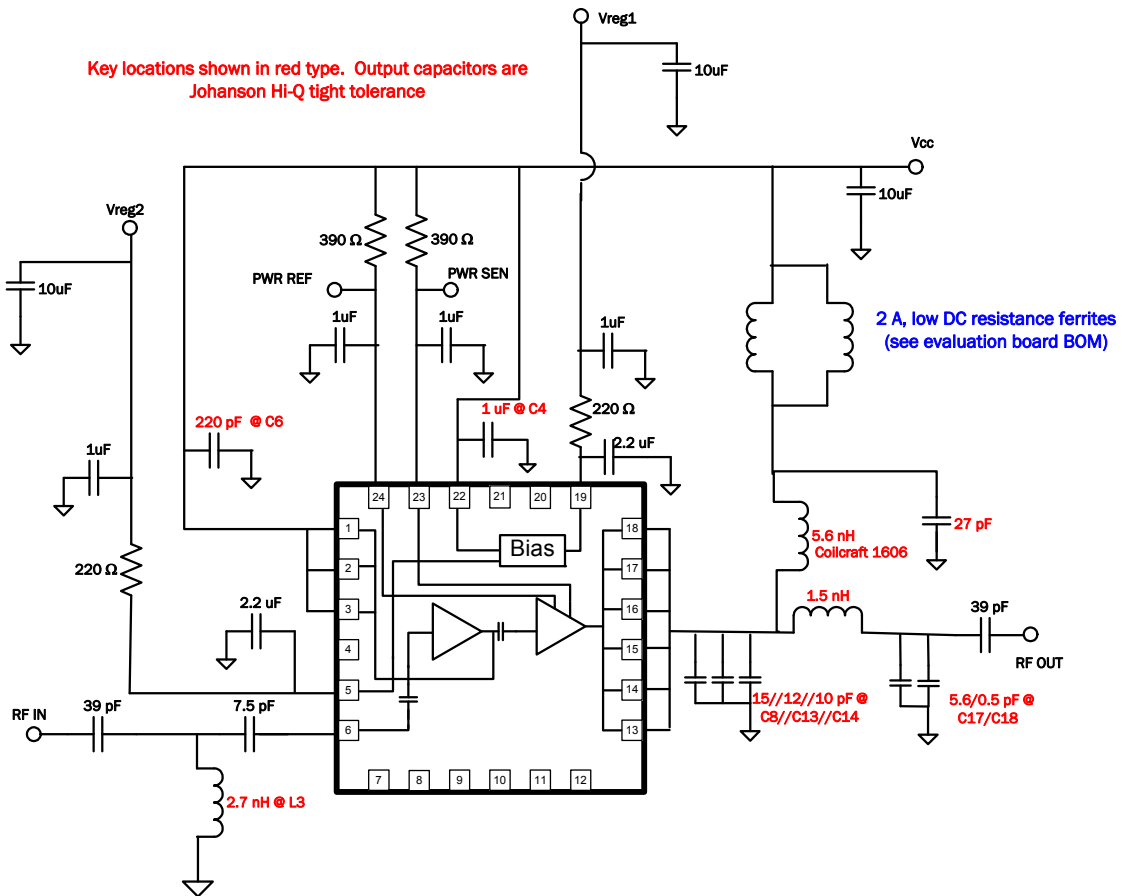 Vreg1
Key locations shown in red type. Output capacitors are
Johanson Hi-Q tight tolerance
10uF
Vcc
10uF
Vreg2
390 Ω
390 Ω
PWR REF
PWR SEN
10uF
1uF
1uF
1uF
2 A, low DC resistance ferrites
(see evaluation board BOM)
220 pF @ C6
1 uF @ C4
220 Ω
1uF
2.2 uF
24
23
22
21
20
19
1
18
Bias
27 pF
5.6 nH
Coilcraft 1606
220 Ω
2
17
2.2 uF
3
16
1.5 nH
39 pF
4
15
RF OUT
5
14
15//12//10 pF @
C8//C13//C14
5.6/0.5 pF @
C17/C18
RF IN
39 pF
7.5 pF
6
13
7
8
9
10
11
12
2.7 nH @ L3